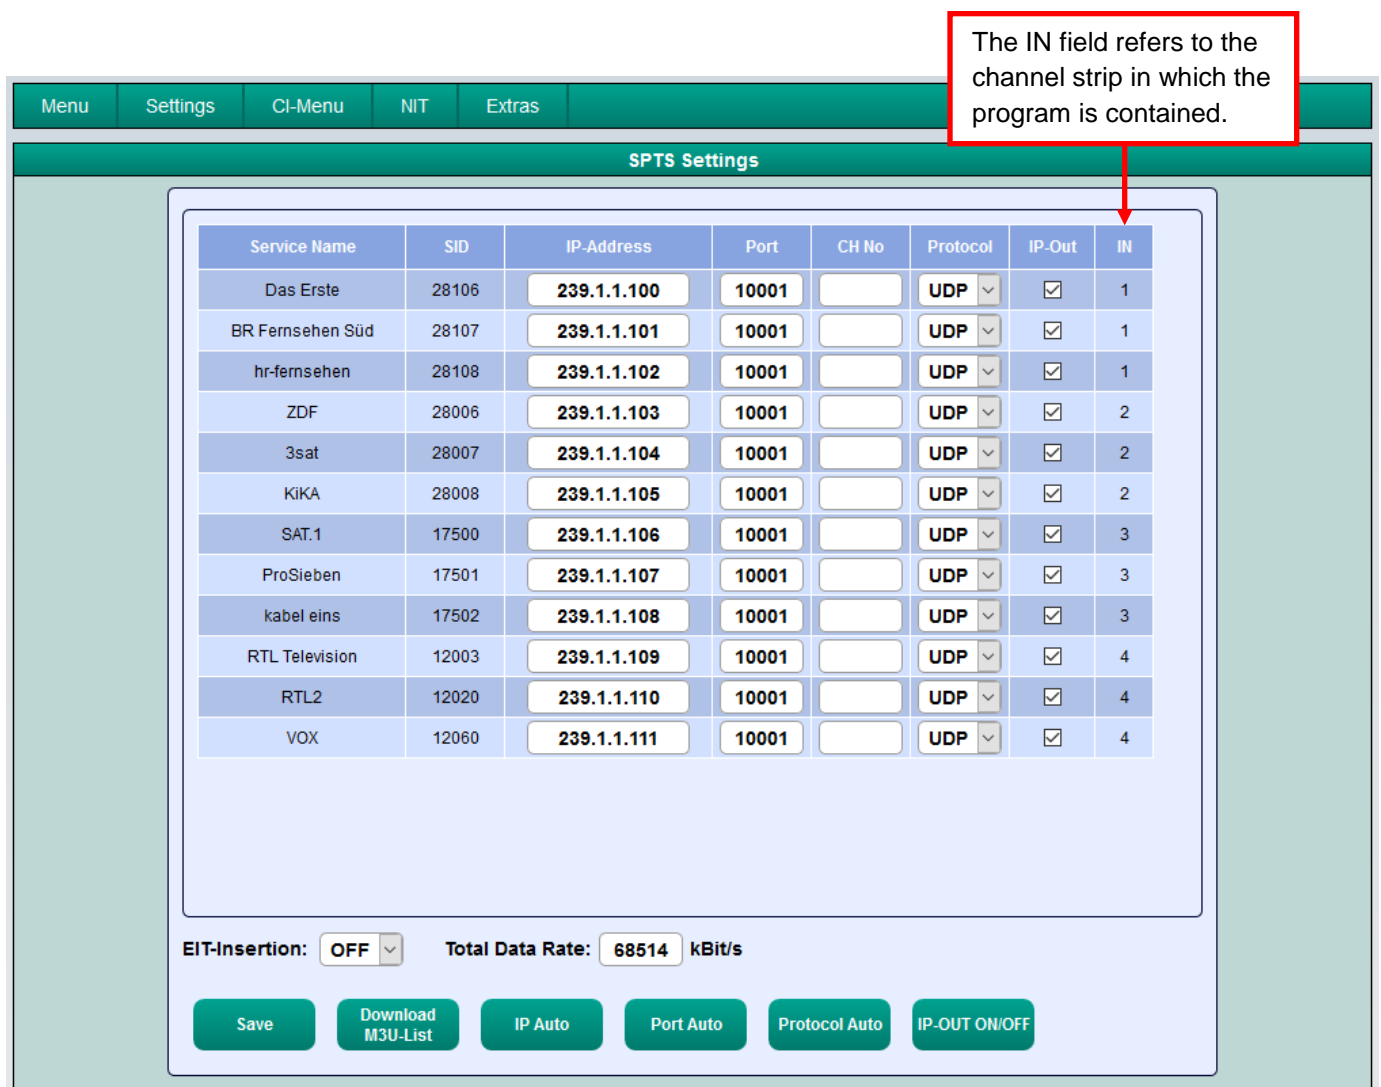 The IN field refers to the
channel strip in which the
program is contained.
Menu Settings CI-Menu NIT Extras
SPTS Settings
Service Name SID IP-Address Port CH No Protocol IP-Out IN
Das Erste 28106 239.1.1.100 10001 UDP 1
BR Fernsehen Süd 28107 239.1.1.101 10001 UDP 1
hr-fernsehen 28108 239.1.1.102 10001 UDP 1
ZDF 28006 239.1.1.103 10001 UDP 2
3sat 28007 239.1.1.104 10001 UDP 2
KiKA 28008 239.1.1.105 10001 UDP 2
SAT.1 17500 239.1.1.106 10001 UDP 3
ProSieben 17501 239.1.1.107 10001 UDP 3
kabel eins 17502 239.1.1.108 10001 UDP 3
RTL Television 12003 239.1.1.109 10001 UDP 4
RTL2 12020 239.1.1.110 10001 UDP 4
VOX 12060 239.1.1.111 10001 UDP 4
EIT-Insertion: OFF Total Data Rate: 68514 kBit/s
Save Download M3U-List IP Auto Port Auto Protocol Auto IP-OUT ON/OFF